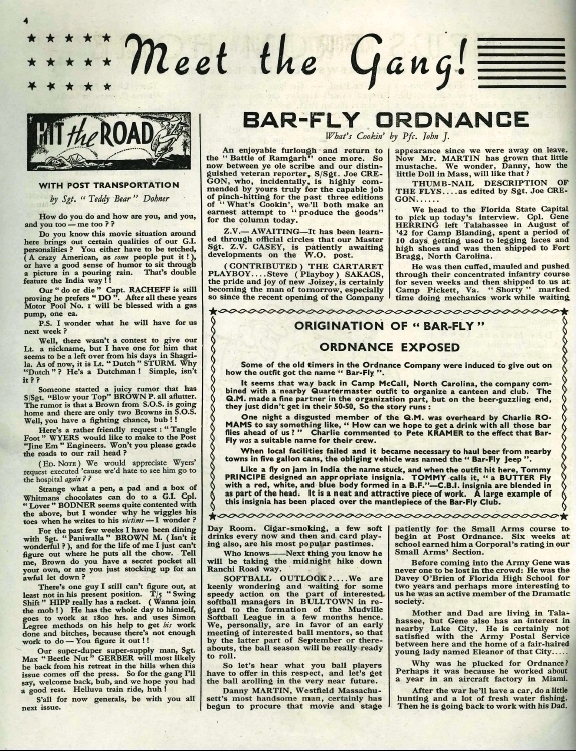 4
Meet the Gang!
HIT the ROAD
WITH POST TRANSPORTATION
by Sgt. "Teddy Bear" Dohner
How do you do and how are you, and you,
and you too — me too ??
Do you know this movie situation around
here brings out certain qualities of our G.I.
personalities ? You either have to be retched,
( A crazy American, as saw people put it !),
or have a good sense of humor to sit through
a picture in a pouring rain. That's double
feature the India way ! !
Our "do or die" Capt. RACHEFF is still
proving he prefers "DO". After all these years
Motor Pool No. 1 will be blessed with a gas
pump, one ea.
P.S. I wonder what he will have for us
next week ?
Well, there wasn't a contest to give our
Lt. a nickname, but I have one for him that
seems to be left over from his days in Shagri-
la. As of now, it is Lt. "Dutch" STURM. Why
"Dutch"? He's a Dutchman ! Simple, isn't
it ? ?
Someone started a juicy rumor that has
S/Sgt. "Blow your Top" BROWN P. all aflutter.
The rumor is that a Brown from S.O.S. is going
home and there are only two Browns in S.O.S.
Well, you have a fighting chance, bub ! !
Here's a rather friendly request : "Tangle
Foot" WYERS would like to make to the Post
"Jine Em" Engineers. Won't you please grade
the roads to our rail head ?
(ED. NOTE) We would appreciate Wyers'
request executed 'cause we'd hate to see him go to the
hospital again ? ?
Strange what a pen, a pad and a box of
Whitman chocolates can do to a G.I. Cpl.
"Lover" BODNER seems quite contented with
the above, but I wonder why he wiggles his
toes when he writes to his victims — I wonder ?
For the past few weeks I have been dining
with Sgt. "Paniwalla" BROWN M. (Isn't it
wonderful ? ), and for the life of me I just can't
figure out where he puts all the chow. Tell
me, Brown do you have a secret pocket all
your own, or are you just stocking up for an
awful let down ?
There's one guy I still can't figure out, at
least not in his present position. T/5 "Swing
Shift" HIPP really has a racket. ( Wanna join
the mob !) He has the whole day to himself,
goes to work at 1800 hrs. and uses Simon
Legree methods on his help to get his work
done and bitches, because there's not enough
work to do — You figure it out ! !
Our super-duper super-supply man, Sgt.
Max "Beetle Nut" GERBER will most likely
be back from his retreat in the hills when this
issue comes off the press. So for the gang I'll
say, welcome back, bub, and we hope you had
a good rest. Helluva train ride, huh !
S'all for now generals, be with you all
next issue.
BAR-FLY ORDNANCE
What's Cookin' by Pfc. John J.
An enjoyable furlough and return to
the "Battle of Ramgarh" once more. So
now between ye ole scribe and our distin-
guished veteran reporter, S/Sgt. Joe CRE-
GON, who, incidentally, is highly commen-
ded by yours truly for the capable job
of pinch-hitting for the past three editions
of "What's Cookin', we'll both make an
earnest attempt to "produce the goods"
for the column today.
Z.V.— AWAITING—It has been learn-
ed through official circles that our Master
Sgt. Z.V. CASEY, is patiently awaiting
developments on the W.O. post.
(CONTRIBUTED ) THE CARTARET
PLAYBOY....Steve ( Playboy ) SAKACS,
the pride and joy of new Joizey, is certainly
becoming the man of tomorrow, especially
so since the recent opening of the Company
appearance since we were away on leave.
Now Mr. MARTIN has grown that little
mustache. We wonder, Danny, how the
little Doll in Mass, will like that ?
THUMB-NAIL DESCRIPTION OF
THE FLYS....as edited by Sgt. Joe CRE-
GON......
We head to the Florida State Capital
to pick up today's interview. Cpl. Gene
HERRING left Talahassee in August of
'42 for Camp Blanding, spent a period of
10 days getting used to legging laces and
high shoes and was then shipped to Fort
Bragg, North Carolina.
He was then cuffed, mauled and pushed
through their concentrated infantry course
for seven weeks and then shipped to us at
Camp Pickett, Va. "Shorty" marked
time doing mechanics work while waiting
ORIGINATION OF "BAR-FLY"
ORDNANCE EXPOSED
Some of the old timers in the Ordnance Company were induced to give out on
how the outfit got the name "Bar-Fly".
It seems that way back in Camp McCall, North Carolina, the company com-
bined with a nearby Quartermaster outfit to organize a canteen and club. The
Q.M. made a fine partner in the organization part, but on the beer-guzzling end,
they just didn't get in their 50-50, So the story runs :
One night a disgusted member of the Q.M. was overheard by Charlie RO-
HAMS to say something like, "How can we hope to get a drink with all those bar
flies ahead of us !" Charlie commented to Pete KRAMER to the effect that Bar-
Fly was a suitable name for their crew.
When local facilities failed and it became necessary to haul beer from nearby
towns in five gallon cans, the obliging vehicle was named the "Bar-Fly Jeep".
Like a fly on jam in India the name stuck, and when the outfit hit here, Tommy
PRINCIPE designed an appropriate insignia. TOMMY calls it, "a BUTTER Fly
with a red, white, and blue body formed in B.F."—C.B.I. insignia are blended in
as part of the head. It is a neat and attractive piece of work. A large example of
this insignia has been placed over the mantlepiece of the Bar-Fly Club.
Day Room. Cigar-smoking, a few soft
drinks every now and then and card play-
ing also, are his most popular pastimes.
Who knows——Next thing you know he
will be taking the midnight hike down
Ranchi Road way.
SOFTBALL OUTLOOK ?....We are
keenly wondering and waiting for some
speedy action on the part of interested
softball managers in BULLTOWN in re-
gard to the formation of the Mudville
Softball League in a few months hence.
We, personally, are in favor of an early
meeting of interested ball mentors, so that
by the latter part of September or there-
abouts, the ball season will be really ready
to roll.
So let's hear what you ball players
have to offer in this respect, and let's get
the ball arolling in the very near future.
Danny MARTIN, Westfield Massachu-
sett's most handsome man, certainly has
begun to procure that movie and stage
patiently for the Small Arms course to
begin at Post Ordnance. Six weeks at
school earned him a Corporal's rating in our
Small Arms' Section.
Before coming into the Army Gene was
never one to be lost in the crowd: He was the
Davey O'Brien of Florida High School for
two years and perhaps more interesting to
us he was an active member of the Dramatic
society.
Mother and Dad are living in Tala-
hassee, but Gene also has an interest in
nearby Lake City. He is certainly not
satisfied with the Army Postal Service
between here and the home of a fair-haired
young lady named Eleanor of that City.....
Why was he plucked for Ordnance?
Perhaps it was because he worked about
a year in an aircraft factory in Miami.
After the war he'll have a car, do a little
hunting and a lot of fresh water fishing.
Then he is going back to work with his Dad.